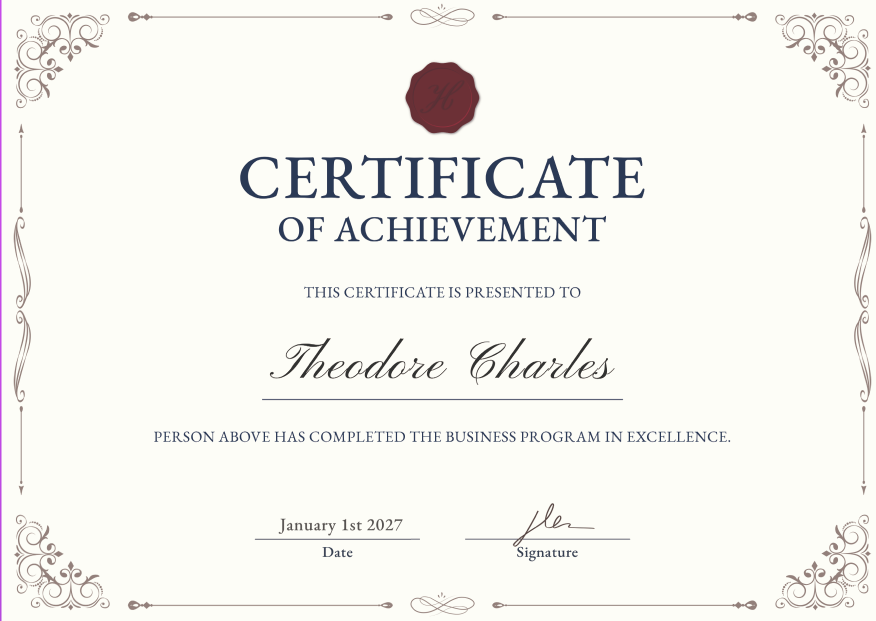 H
CERTIFICATE
OF ACHIEVEMENT
THIS CERTIFICATE IS PRESENTED TO
Theodore Charles
PERSON ABOVE HAS COMPLETED THE BUSINESS PROGRAM IN EXCELLENCE.
January 1st 2027
Date
Signature